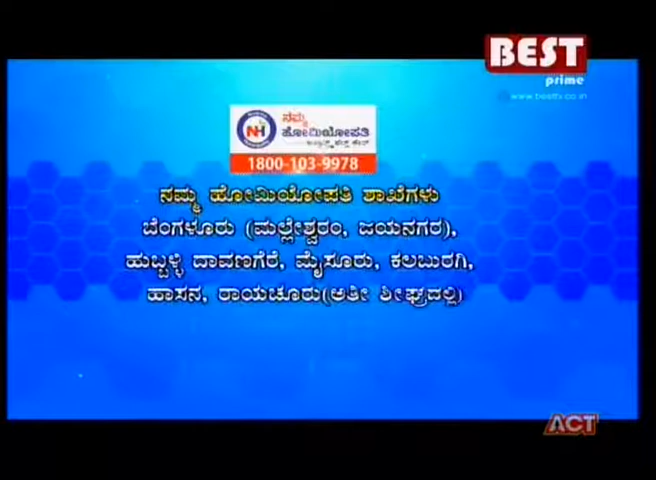 BEST
prime
www.besttv.co.in
ನಮ್ಮ
ಹೋಮಿಯೋಪತಿ
1800-103-9978
ನಮ್ಮ ಹೋಮಿಯೋಪತಿ ಶಾಖೆಗಳು
ಬೆಂಗಳೂರು (ಮಲ್ಲೇಶ್ವರಂ, ಜಯನಗರ),
ಹುಬ್ಬಳ್ಳಿ ದಾವಣಗೆರೆ, ಮೈಸೂರು, ಕಲಬುರಗಿ,
ಹಾಸನ, ರಾಯಚೂರು(ಅತೀ ಶೀಘ್ರದಲ್ಲಿ)
ACT